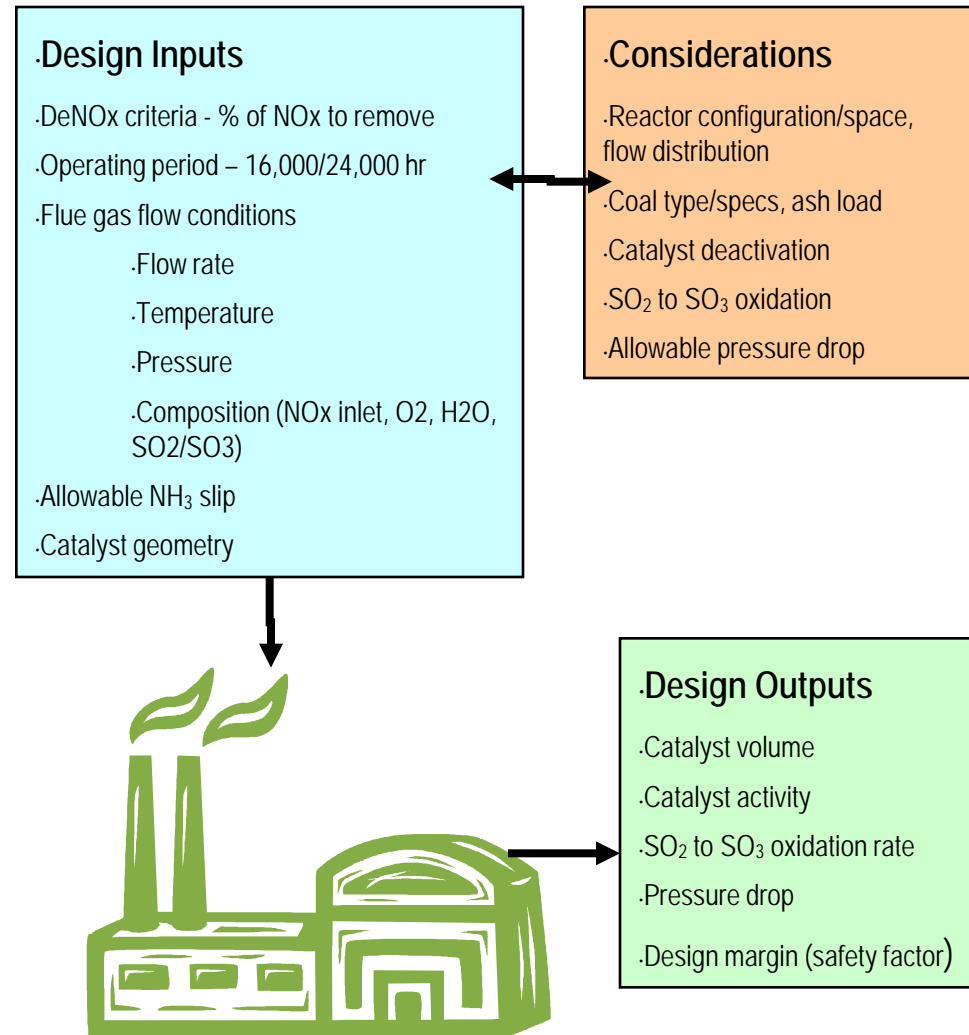 ·Design Inputs
·DeNOx criteria - % of NOx to remove
·Operating period – 16,000/24,000 hr
·Flue gas flow conditions
·Flow rate
·Temperature
·Pressure
·Composition (NOx inlet, O2, H2O,
SO2/SO3)
·Allowable NH₃ slip
·Catalyst geometry
·Considerations
·Reactor configuration/space,
flow distribution
·Coal type/specs, ash load
·Catalyst deactivation
·SO₂ to SO₃ oxidation
·Allowable pressure drop
·Design Outputs
·Catalyst volume
·Catalyst activity
·SO₂ to SO₃ oxidation rate
·Pressure drop
·Design margin (safety factor)